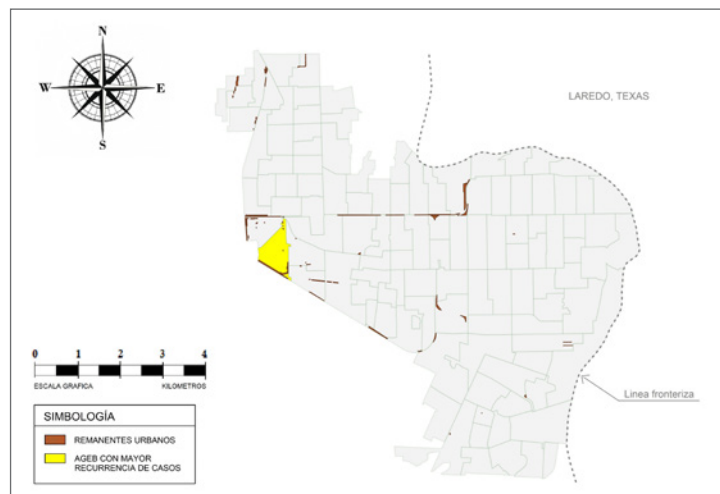 N
W E
S
LAREDO, TEXAS
0 1 2 3 4
ESCALA GRAFICA KILOMETROS
Linea fronteriza
SIMBOLOGÍA
REMANENTES URBANOS
AGEB CON MAYOR
RECURRENCIA DE CASOS